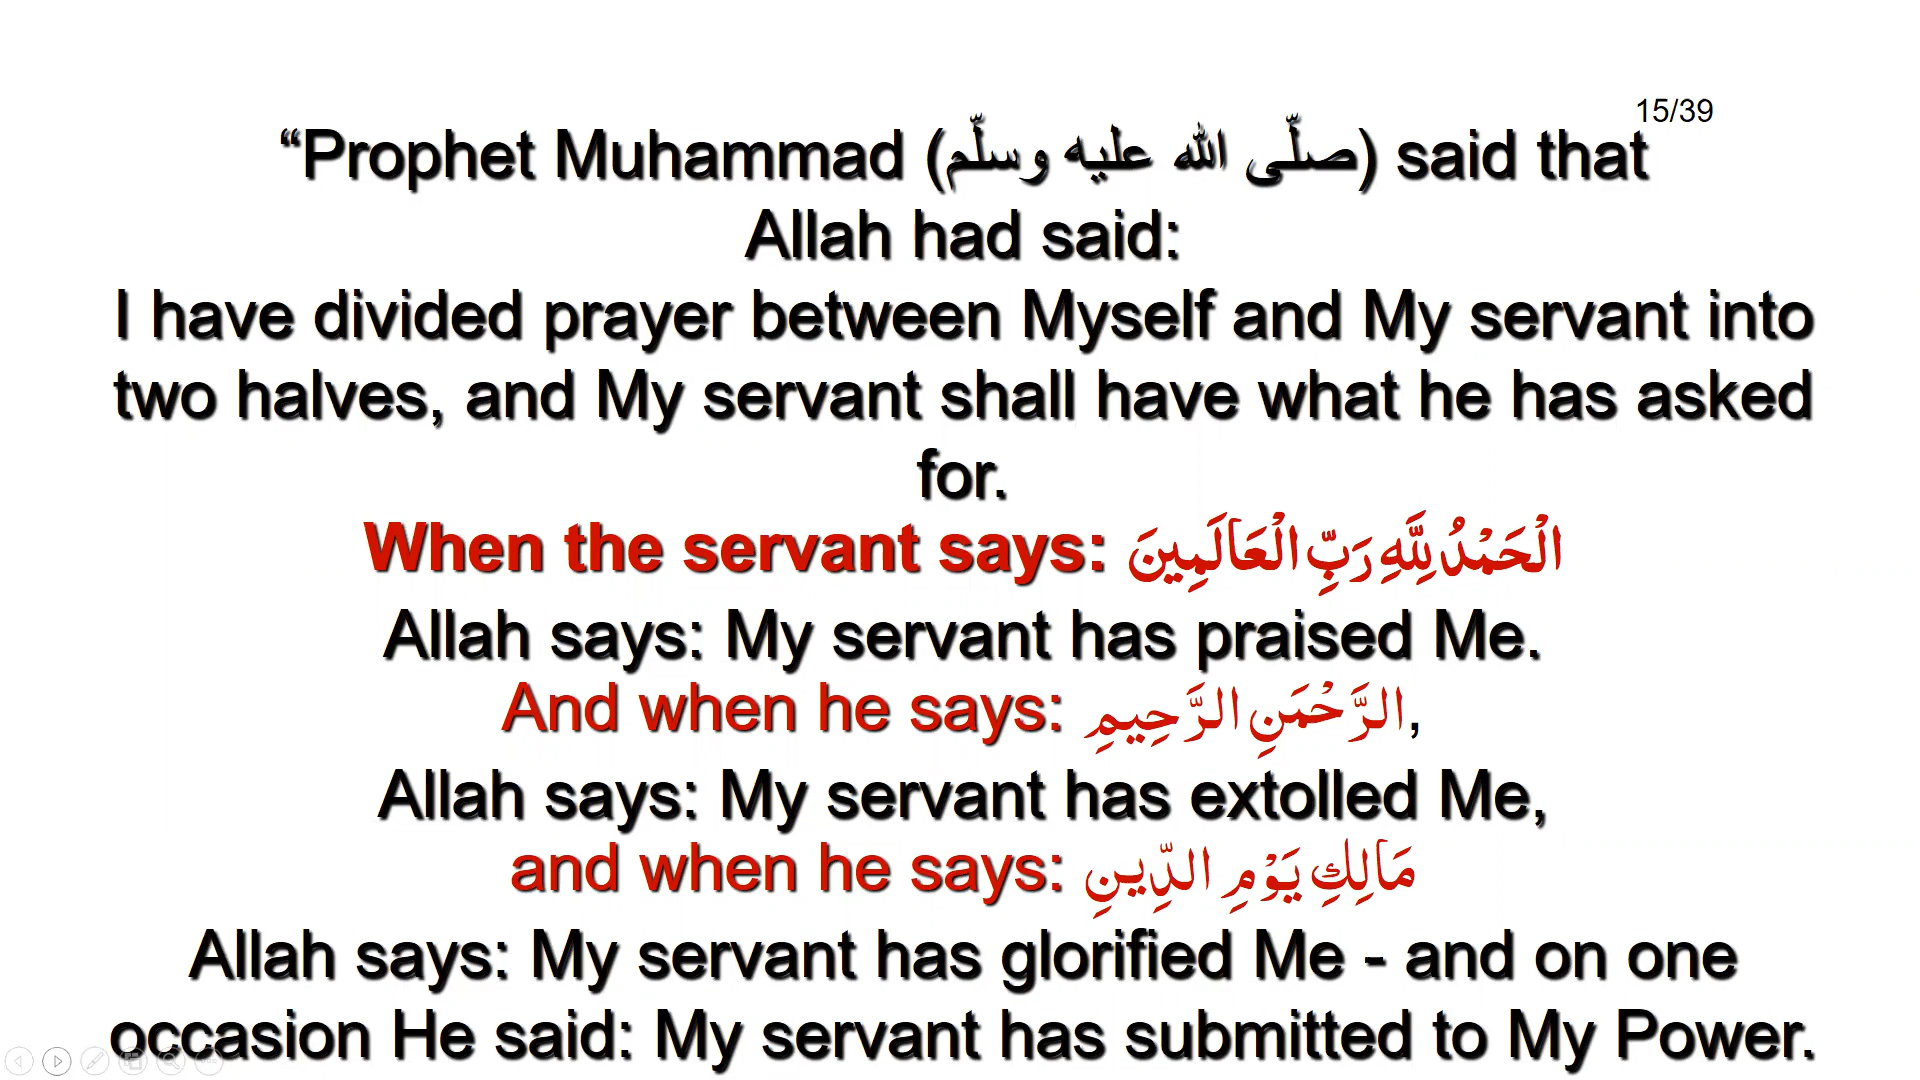 15/39
“Prophet Muhammad (صلّى الله عليه وسلّم) said that
Allah had said:
I have divided prayer between Myself and My servant into
two halves, and My servant shall have what he has asked
for.
When the servant says: الْحَمْدُ لِلَّهِ رَبِّ الْعَالَمِينَ
Allah says: My servant has praised Me.
And when he says: الرَّحْمَنِ الرَّحِيمِ,
Allah says: My servant has extolled Me,
and when he says: مَالِكِ يَوْمِ الدِّينِ
Allah says: My servant has glorified Me - and on one
occasion He said: My servant has submitted to My Power.